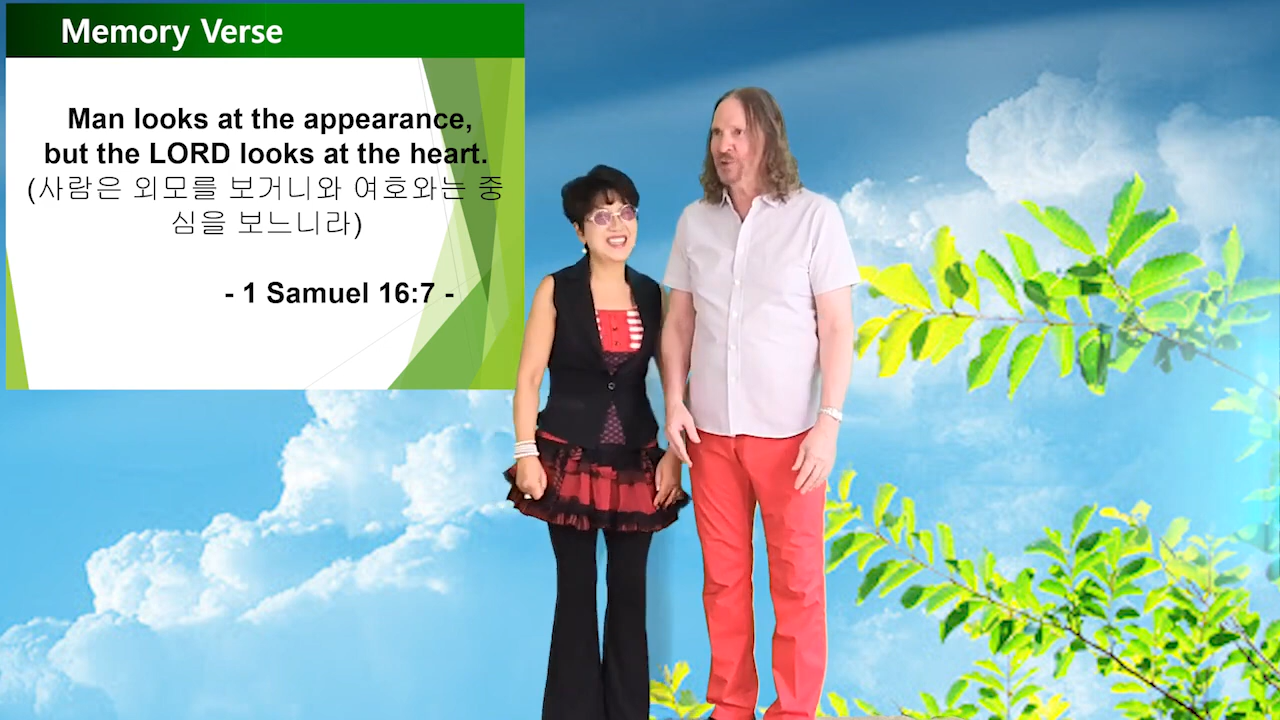 Memory Verse
Man looks at the appearance,
but the LORD looks at the heart.
(사람은 외모를 보거니와 여호와는 중
심을 보느니라)
- 1 Samuel 16:7 -